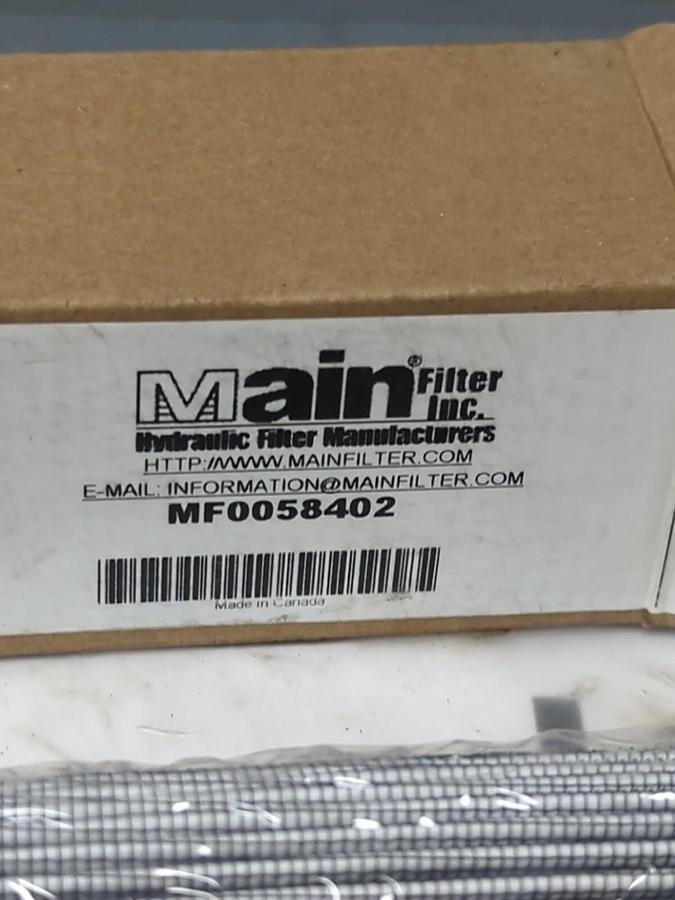 Main® Filter Inc.
Hydraulic Filter Manufacturers
HTTP://WWW.MAINFILTER.COM
E-MAIL: INFORMATION@MAINFILTER.COM
MF0058402
Made in Canada